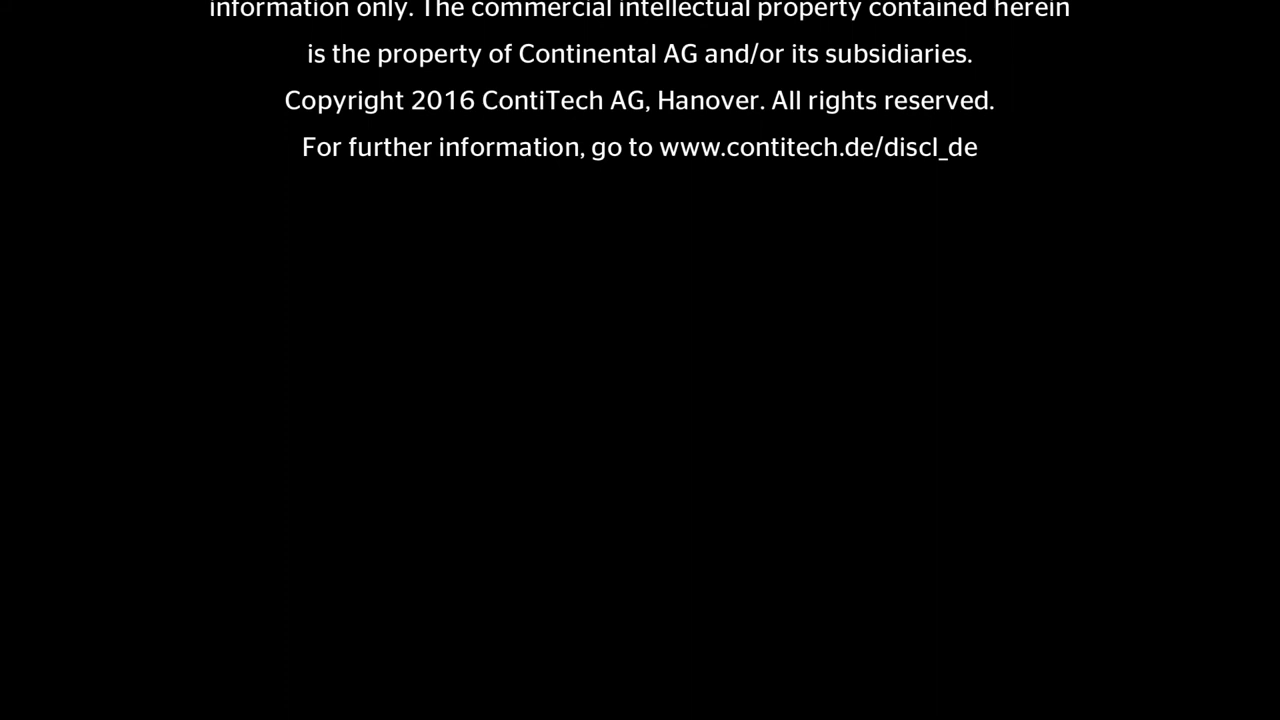 information only. The commercial intellectual property contained herein
is the property of Continental AG and/or its subsidiaries.
Copyright 2016 ContiTech AG, Hanover. All rights reserved.
For further information, go to www.contitech.de/discl_de